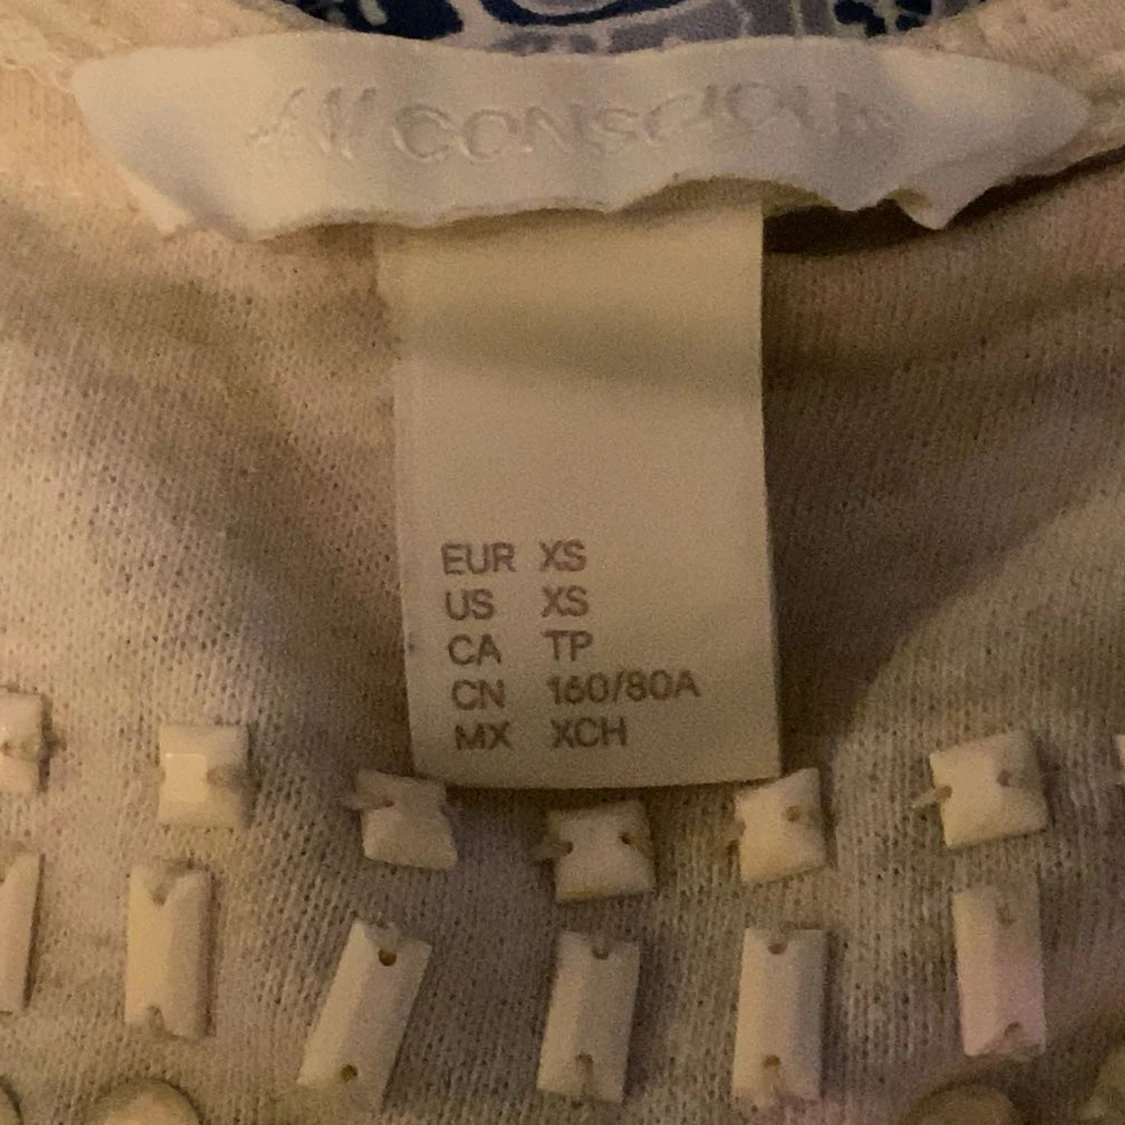 CONSCIOUS
EUR XS
US XS
CA TP
CN 160/80A
MX XCH